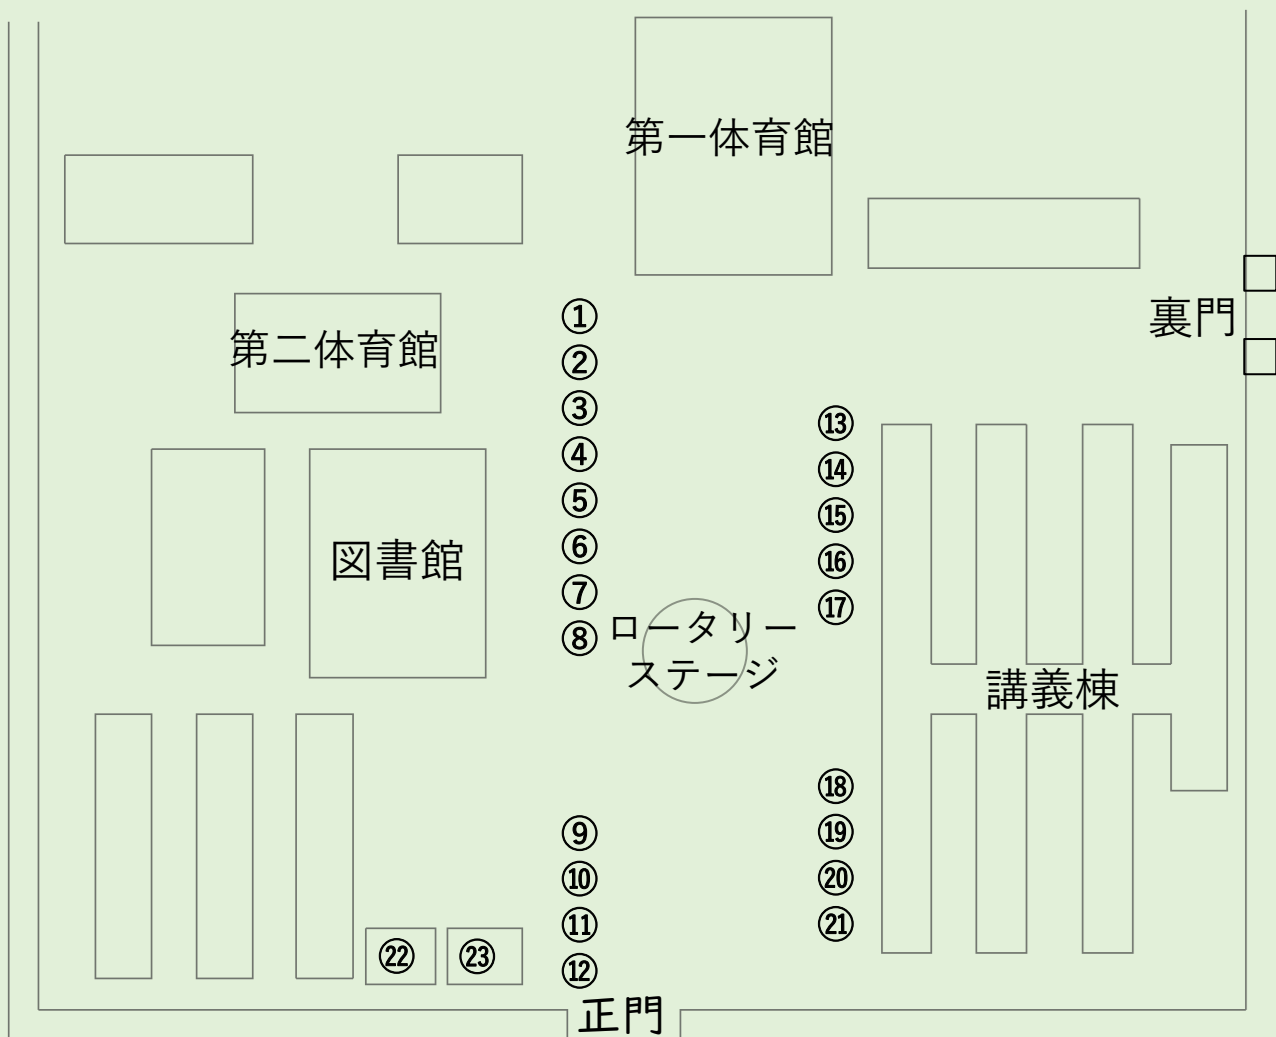 第一体育館
裏門
第二体育館
①
②
③
④
⑤
⑥
⑦
⑧
図書館
ロータリー
ステージ
⑬
⑭
⑮
⑯
⑰
講義棟
⑱
⑲
⑳
㉑
⑨
⑩
⑪
⑫
㉒
㉓
正門